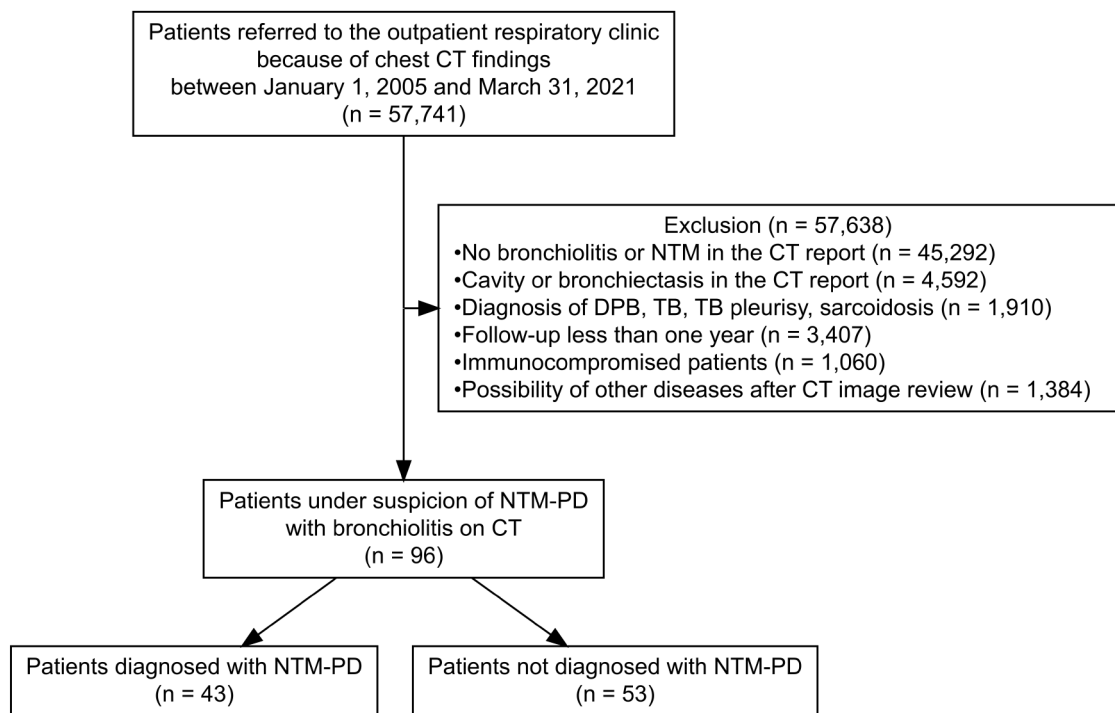 Patients referred to the outpatient respiratory clinic
because of chest CT findings
between January 1, 2005 and March 31, 2021
(n = 57,741)
Exclusion (n = 57,638)
•No bronchiolitis or NTM in the CT report (n = 45,292)
•Cavity or bronchiectasis in the CT report (n = 4,592)
•Diagnosis of DPB, TB, TB pleurisy, sarcoidosis (n = 1,910)
•Follow-up less than one year (n = 3,407)
•Immunocompromised patients (n = 1,060)
•Possibility of other diseases after CT image review (n = 1,384)
Patients under suspicion of NTM-PD
with bronchiolitis on CT
(n = 96)
Patients diagnosed with NTM-PD
(n = 43)
Patients not diagnosed with NTM-PD
(n = 53)